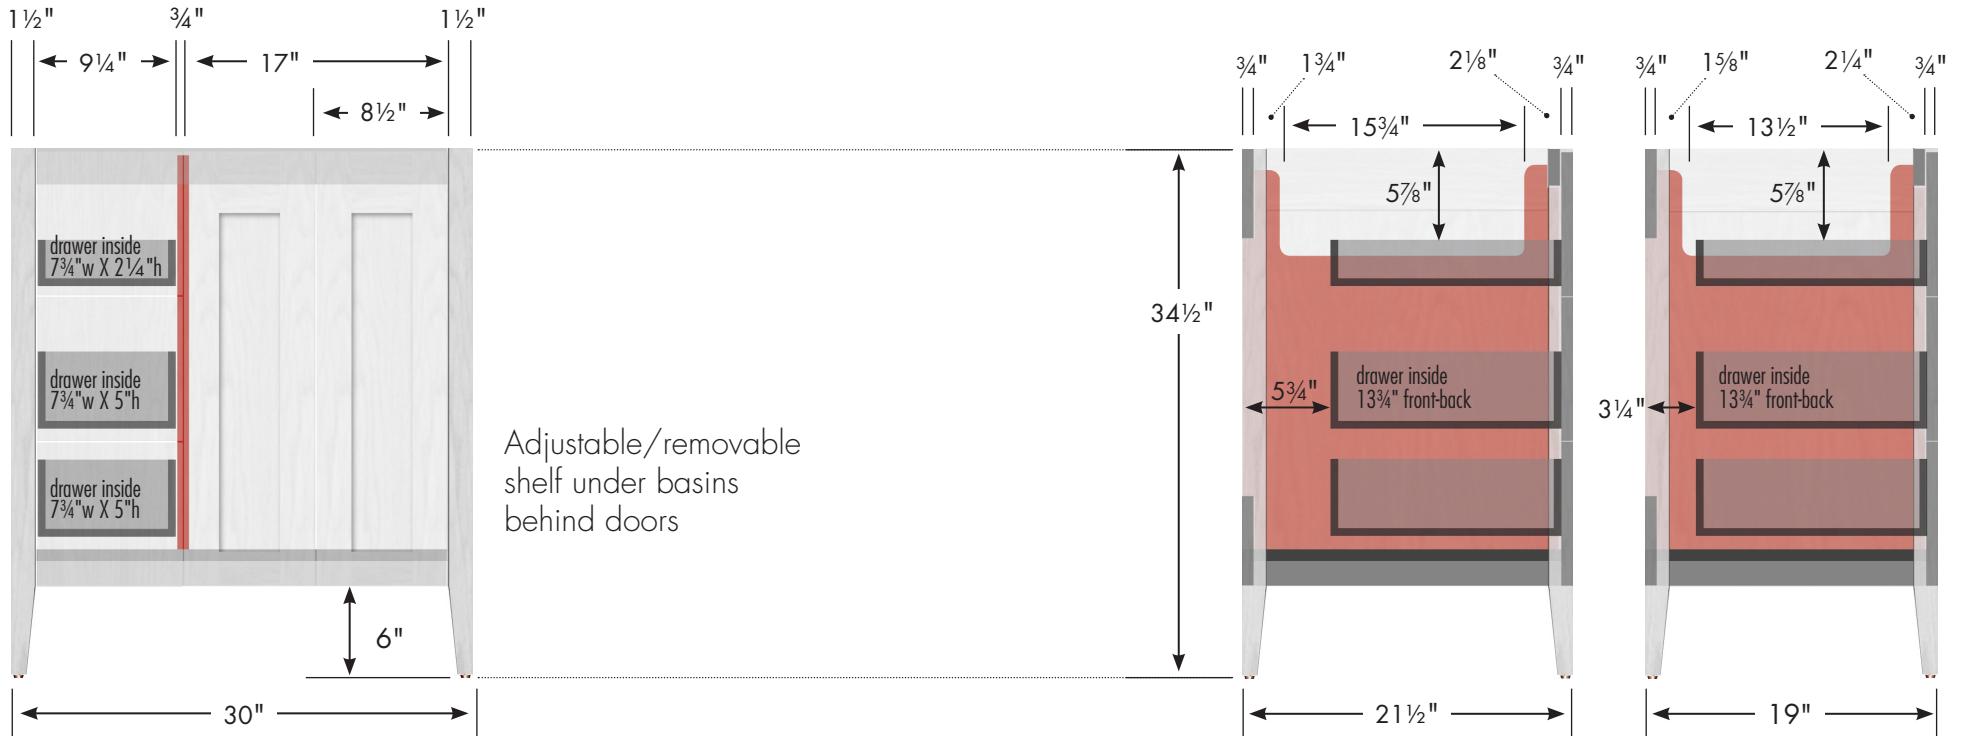 1½"
¾"
1½"
9¼"
17"
8½"
drawer inside
7¾"w X 2¼"h
drawer inside
7¾"w X 5"h
drawer inside
7¾"w X 5"h
6"
30"
Adjustable/removable
shelf under basins
behind doors
34½"
¾"
1¾"
2⅛"
¾"
15¾"
5⅞"
5¾"
drawer inside
13¾" front-back
21½"
¾"
1⅝"
2¼"
¾"
13½"
5⅞"
3¼"
drawer inside
13¾" front-back
19"